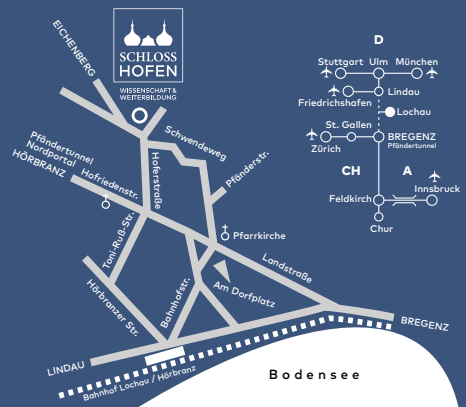 EICHENBERG
SCHLOSS
HOFEN
WISSENSCHAFT &
WEITERBILDUNG
Pfändertunnel
Nordportal
HÖRBRANZ
Hofriedenstr.
Hoferstraße
Schwendeweg
Pfänderstr.
Pfarrkirche
Toni-Ruß-Str.
Hörbranzer Str.
Bahnhofstr.
Am Dorfplatz
Landstraße
LINDAU
BREGENZ
Bahnhof Lochau / Hörbranz
Bodensee
D
Stuttgart Ulm München
Lindau
Friedrichshafen
Lochau
St. Gallen
BREGENZ
Pfändertunnel
Zürich
CH A
Innsbruck
Feldkirch
Chur